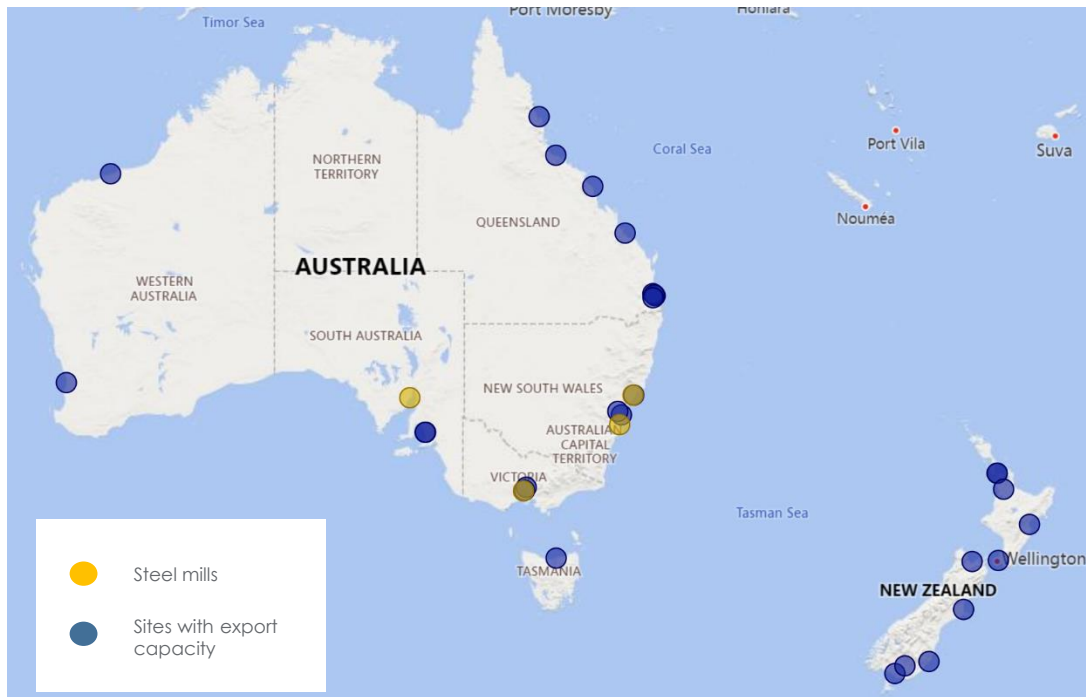 Port Moresby
Honiara
Timor Sea
Coral Sea
Port Vila
Suva
Nouméa
NORTHERN
TERRITORY
QUEENSLAND
AUSTRALIA
WESTERN
AUSTRALIA
SOUTH AUSTRALIA
NEW SOUTH WALES
AUSTRALIAN
CAPITAL
TERRITORY
VICTORIA
Tasman Sea
TASMANIA
Wellington
NEW ZEALAND
Steel mills
Sites with export
capacity